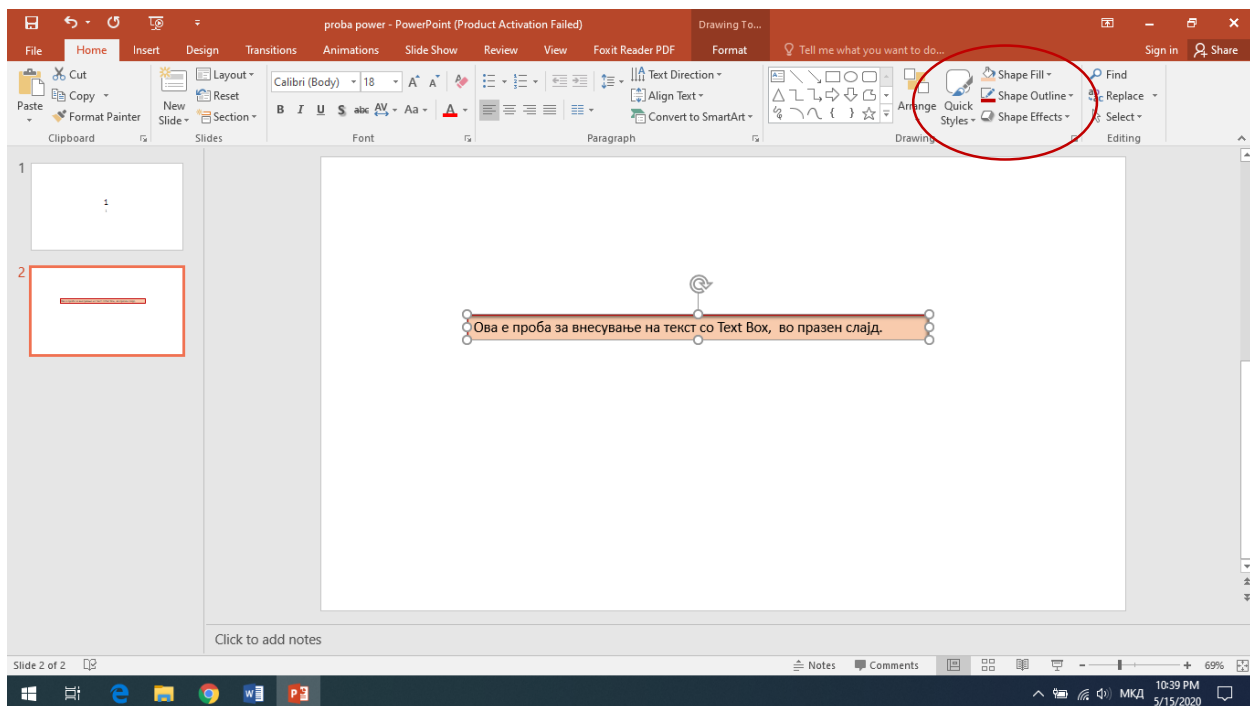 proba power - PowerPoint (Product Activation Failed)
Drawing To...
File Home Insert Design Transitions Animations Slide Show Review View Foxit Reader PDF Format Tell me what you want to do... Sign in Share
Paste
Cut
Copy
Format Painter
Clipboard
New Slide
Layout
Reset
Section
Slides
Calibri (Body) 18
B I U S abc AV Aa A
Font
Text Direction
Align Text
Convert to SmartArt
Paragraph
Arrange
Quick Styles
Shape Fill
Shape Outline
Shape Effects
Drawing
Find
Replace
Select
Editing
1
1
2
Ова е проба за внесување на текст со Text Box, во празен слајд.
Click to add notes
Slide 2 of 2 Notes Comments 69%
МКД 10:39 PM
5/15/2020